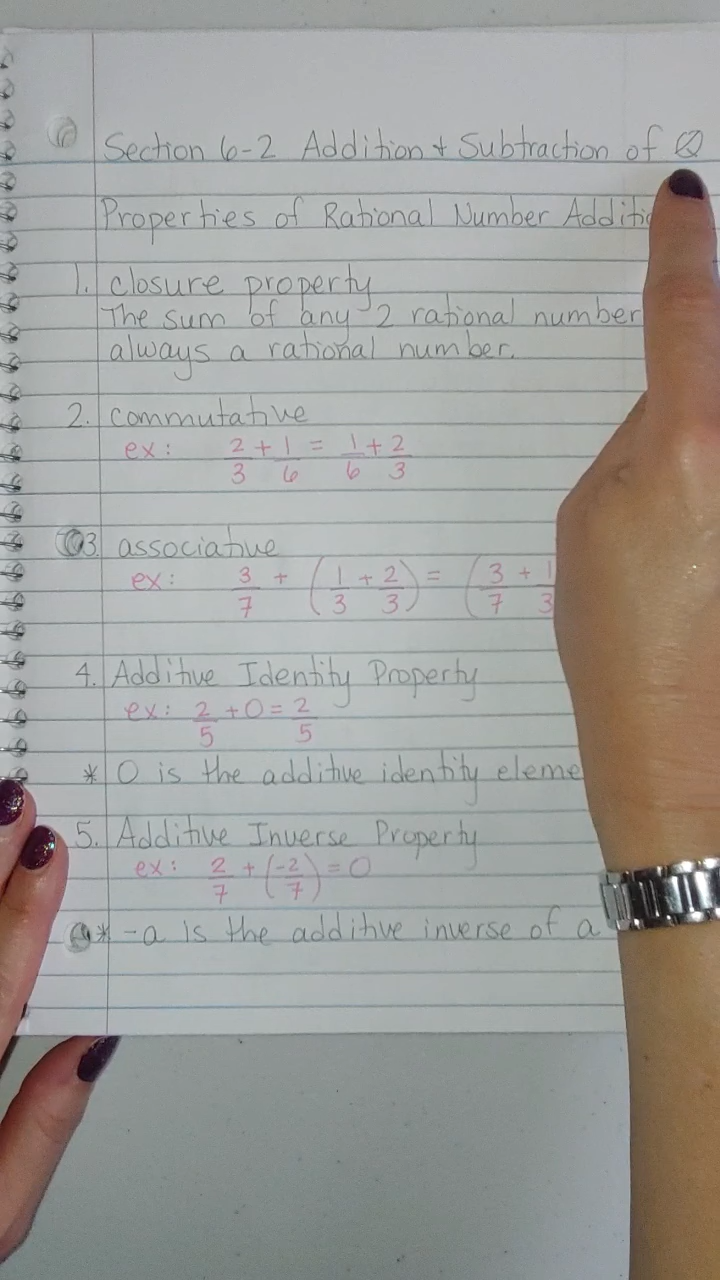 Section 6-2 Addition + Subtraction of Q
Properties of Rational Number Additi
1. closure property
The sum of any 2 rational number
always a rational number.
2. commutative
ex: 2/3 + 1/6 = 1/6 + 2/3
3 associative
ex: 3/7 + (1/3 + 2/3) = (3/7 + 1/3
4. Additive Identity Property
ex: 2/5 + 0 = 2/5
* 0 is the additive identity eleme
5. Additive Inverse Property
ex: 2/7 + (-2/7) = 0
* -a is the additive inverse of a